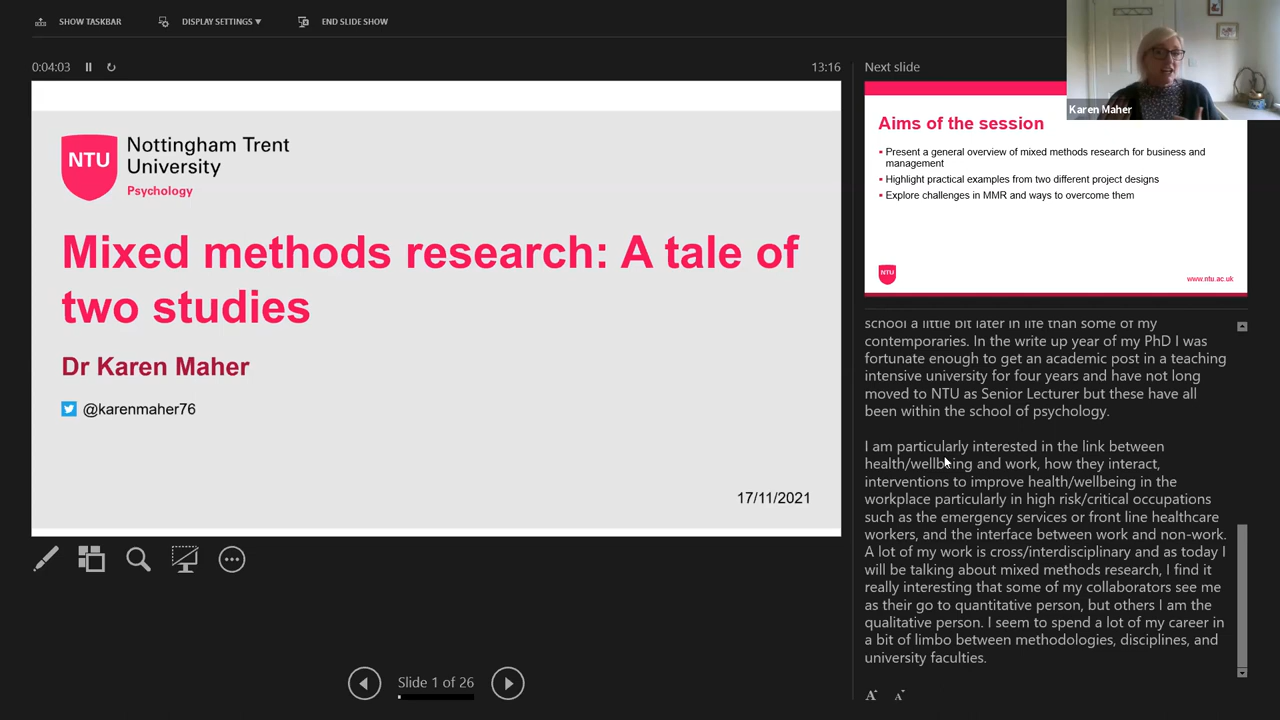 SHOW TASKBAR
DISPLAY SETTINGS ▼
END SLIDE SHOW
0:04:03
13:16
Next slide
Karen Maher
NTU
Nottingham Trent
University
Psychology
Mixed methods research: A tale of
two studies
Dr Karen Maher
@karenmaher76
17/11/2021
Slide 1 of 26
Aims of the session
▪ Present a general overview of mixed methods research for business and
management
▪ Highlight practical examples from two different project designs
▪ Explore challenges in MMR and ways to overcome them
NTU
www.ntu.ac.uk
school a little bit later in life than some of my
contemporaries. In the write up year of my PhD I was
fortunate enough to get an academic post in a teaching
intensive university for four years and have not long
moved to NTU as Senior Lecturer but these have all
been within the school of psychology.
I am particularly interested in the link between
health/wellbeing and work, how they interact,
interventions to improve health/wellbeing in the
workplace particularly in high risk/critical occupations
such as the emergency services or front line healthcare
workers, and the interface between work and non-work.
A lot of my work is cross/interdisciplinary and as today I
will be talking about mixed methods research, I find it
really interesting that some of my collaborators see me
as their go to quantitative person, but others I am the
qualitative person. I seem to spend a lot of my career in
a bit of limbo between methodologies, disciplines, and
university faculties.
A A